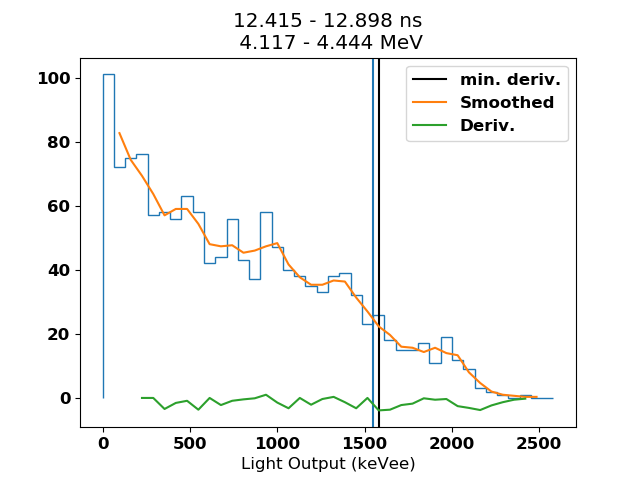 12.415 - 12.898 ns
4.117 - 4.444 MeV
100
80
60
40
20
0
min. deriv.
Smoothed
Deriv.
0 500 1000 1500 2000 2500
Light Output (keVee)